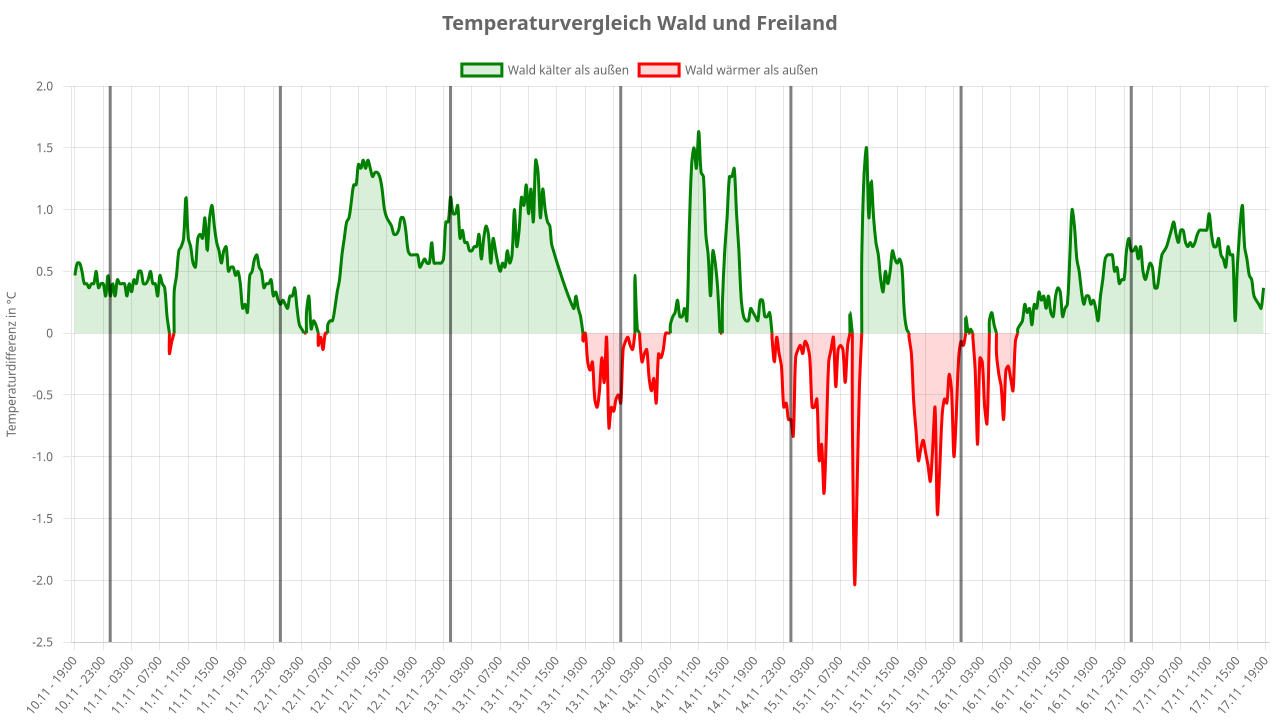 Temperaturvergleich Wald und Freiland
Wald kälter als außen
Wald wärmer als außen
Temperaturdifferenz in °C
2.0
1.5
1.0
0.5
0
-0.5
-1.0
-1.5
-2.0
-2.5
10.11 - 19:00
10.11 - 23:00
11.11 - 03:00
11.11 - 07:00
11.11 - 11:00
11.11 - 15:00
11.11 - 19:00
11.11 - 23:00
12.11 - 03:00
12.11 - 07:00
12.11 - 11:00
12.11 - 15:00
12.11 - 19:00
12.11 - 23:00
13.11 - 03:00
13.11 - 07:00
13.11 - 11:00
13.11 - 15:00
13.11 - 19:00
13.11 - 23:00
14.11 - 03:00
14.11 - 07:00
14.11 - 11:00
14.11 - 15:00
14.11 - 19:00
14.11 - 23:00
15.11 - 03:00
15.11 - 07:00
15.11 - 11:00
15.11 - 15:00
15.11 - 19:00
15.11 - 23:00
16.11 - 03:00
16.11 - 07:00
16.11 - 11:00
16.11 - 15:00
16.11 - 19:00
16.11 - 23:00
17.11 - 03:00
17.11 - 07:00
17.11 - 11:00
17.11 - 15:00
17.11 - 19:00